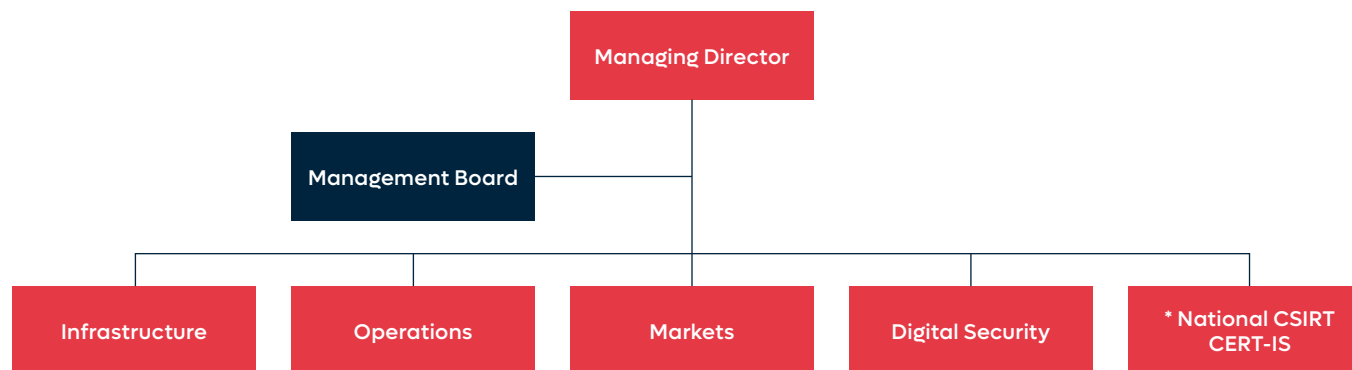 Managing Director
Management Board
Infrastructure
Operations
Markets
Digital Security
* National CSIRT
CERT-IS